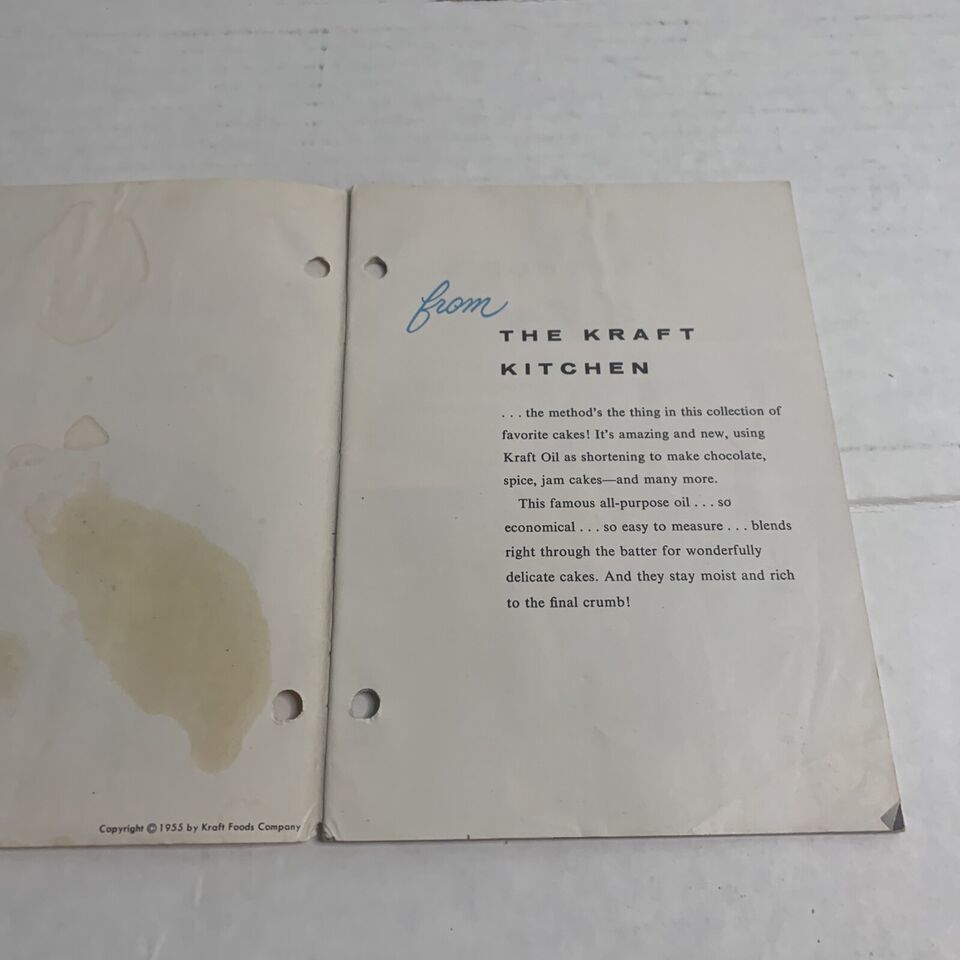 Copyright © 1955 by Kraft Foods Company
from
THE KRAFT
KITCHEN
. . . the method's the thing in this collection of
favorite cakes! It's amazing and new, using
Kraft Oil as shortening to make chocolate,
spice, jam cakes—and many more.
This famous all-purpose oil . . . so
economical . . . so easy to measure . . . blends
right through the batter for wonderfully
delicate cakes. And they stay moist and rich
to the final crumb!